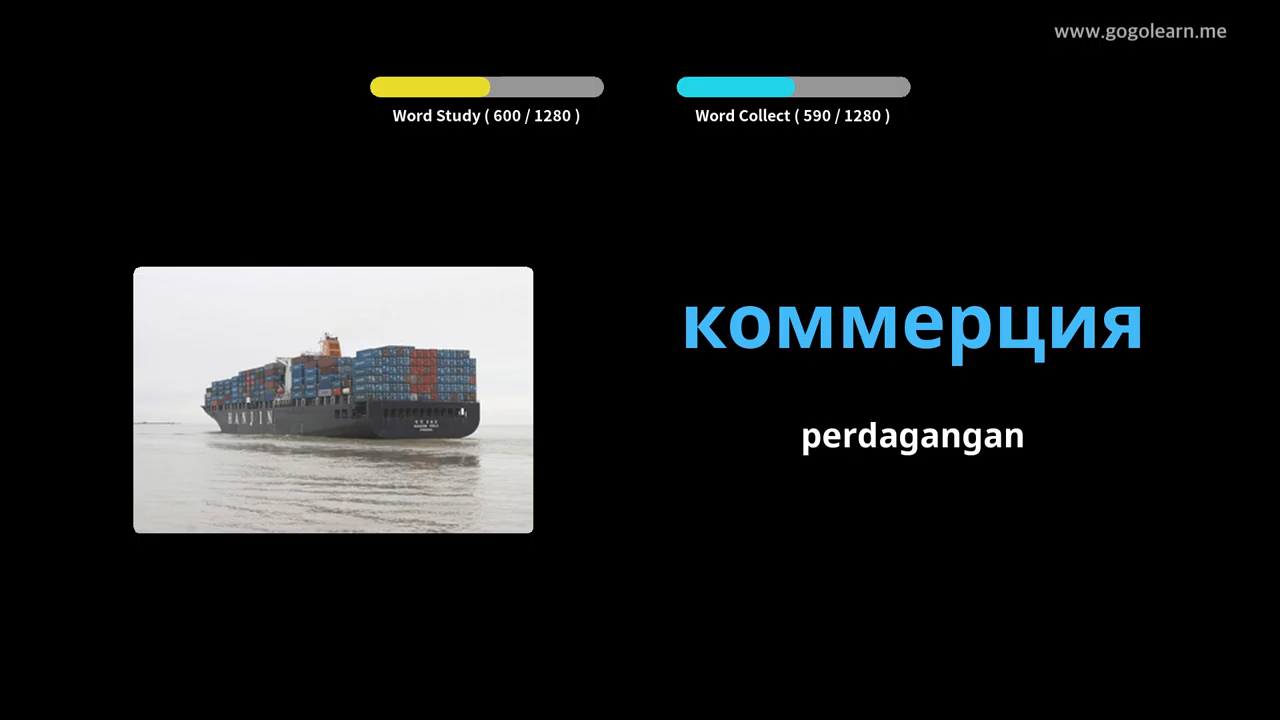 www.gogolearn.me
Word Study ( 600 / 1280 )
Word Collect ( 590 / 1280 )
коммерция
perdagangan
HANJIN